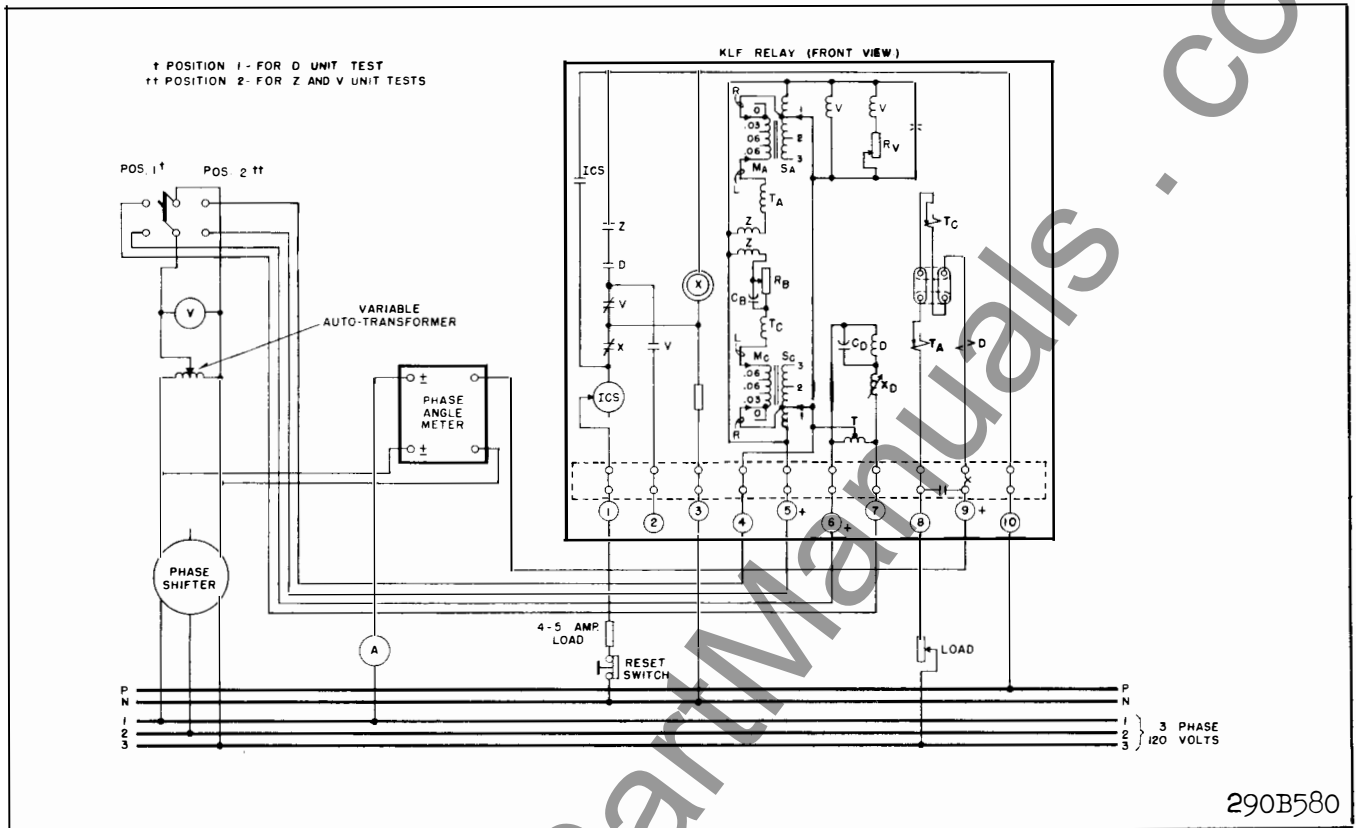 † POSITION 1 - FOR D UNIT TEST
†† POSITION 2 - FOR Z AND V UNIT TESTS
KLF RELAY (FRONT VIEW)
POS. 1†
POS. 2 ††
V
VARIABLE
AUTO-TRANSFORMER
±
±
PHASE
ANGLE
METER
PHASE
SHIFTER
A
ICS
Z
D
V
X
ICS
V
X
R
0
.03
.06
.06
L
MA
SA
1
2
3
TA
Z
Z
CB
RB
TC
L
MC
SC
.06
.06
.03
0
R
3
2
1
V
V
RV
TC
CD
D
XD
T
TA
D
X
1
2
3
4
5
+
6
+
7
8
9
+
10
4-5 AMP.
LOAD
RESET
SWITCH
LOAD
P
N
1
2
3
P
N
1
2
3
3 PHASE
120 VOLTS
290B580
artManuals . co